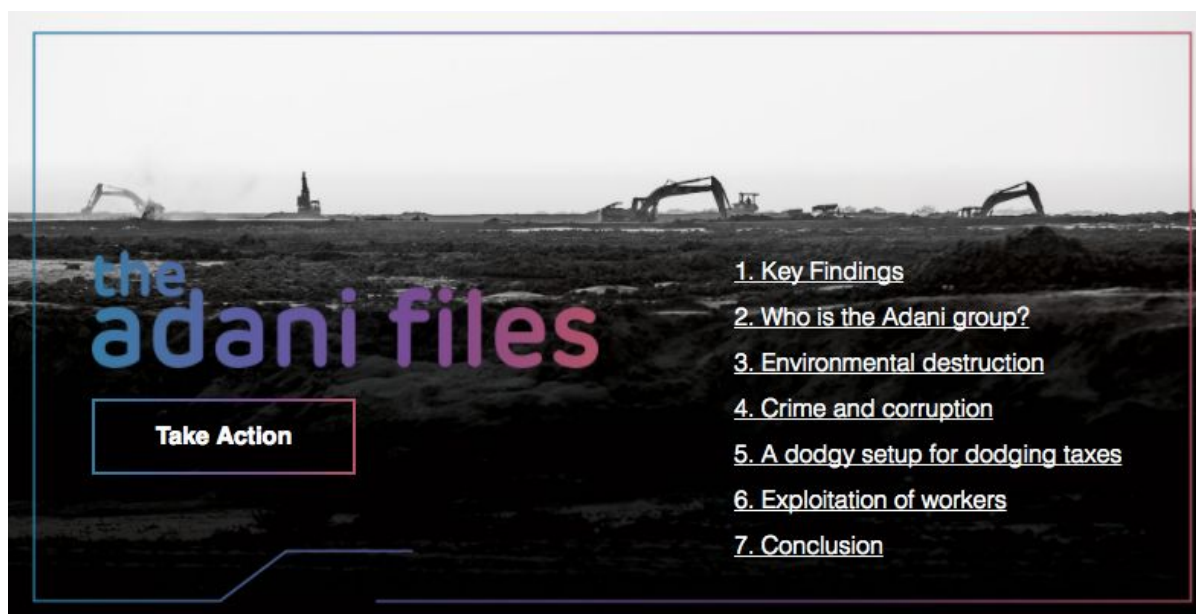 the
adani files
Take Action
1. Key Findings
2. Who is the Adani group?
3. Environmental destruction
4. Crime and corruption
5. A dodgy setup for dodging taxes
6. Exploitation of workers
7. Conclusion